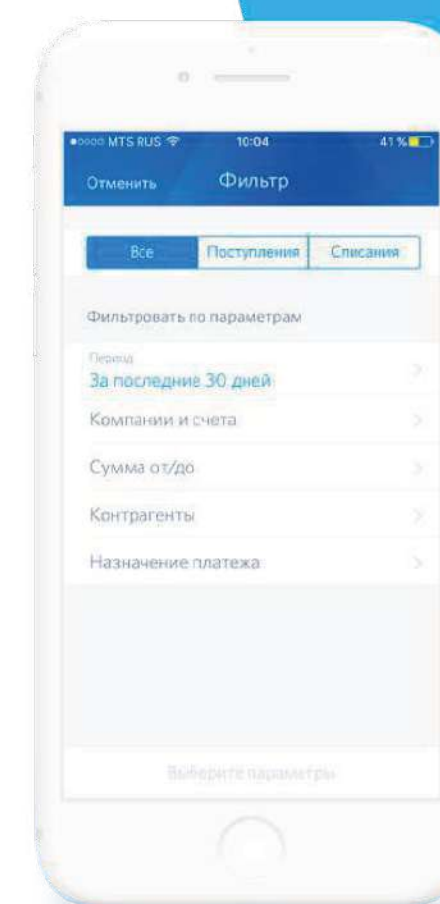 MTS RUS 10:04 41 %
Отменить Фильтр
Все Поступления Списания
Фильтровать по параметрам
Период
За последние 30 дней
Компании и счета
Сумма от/до
Контрагенты
Назначение платежа
Выберите параметры